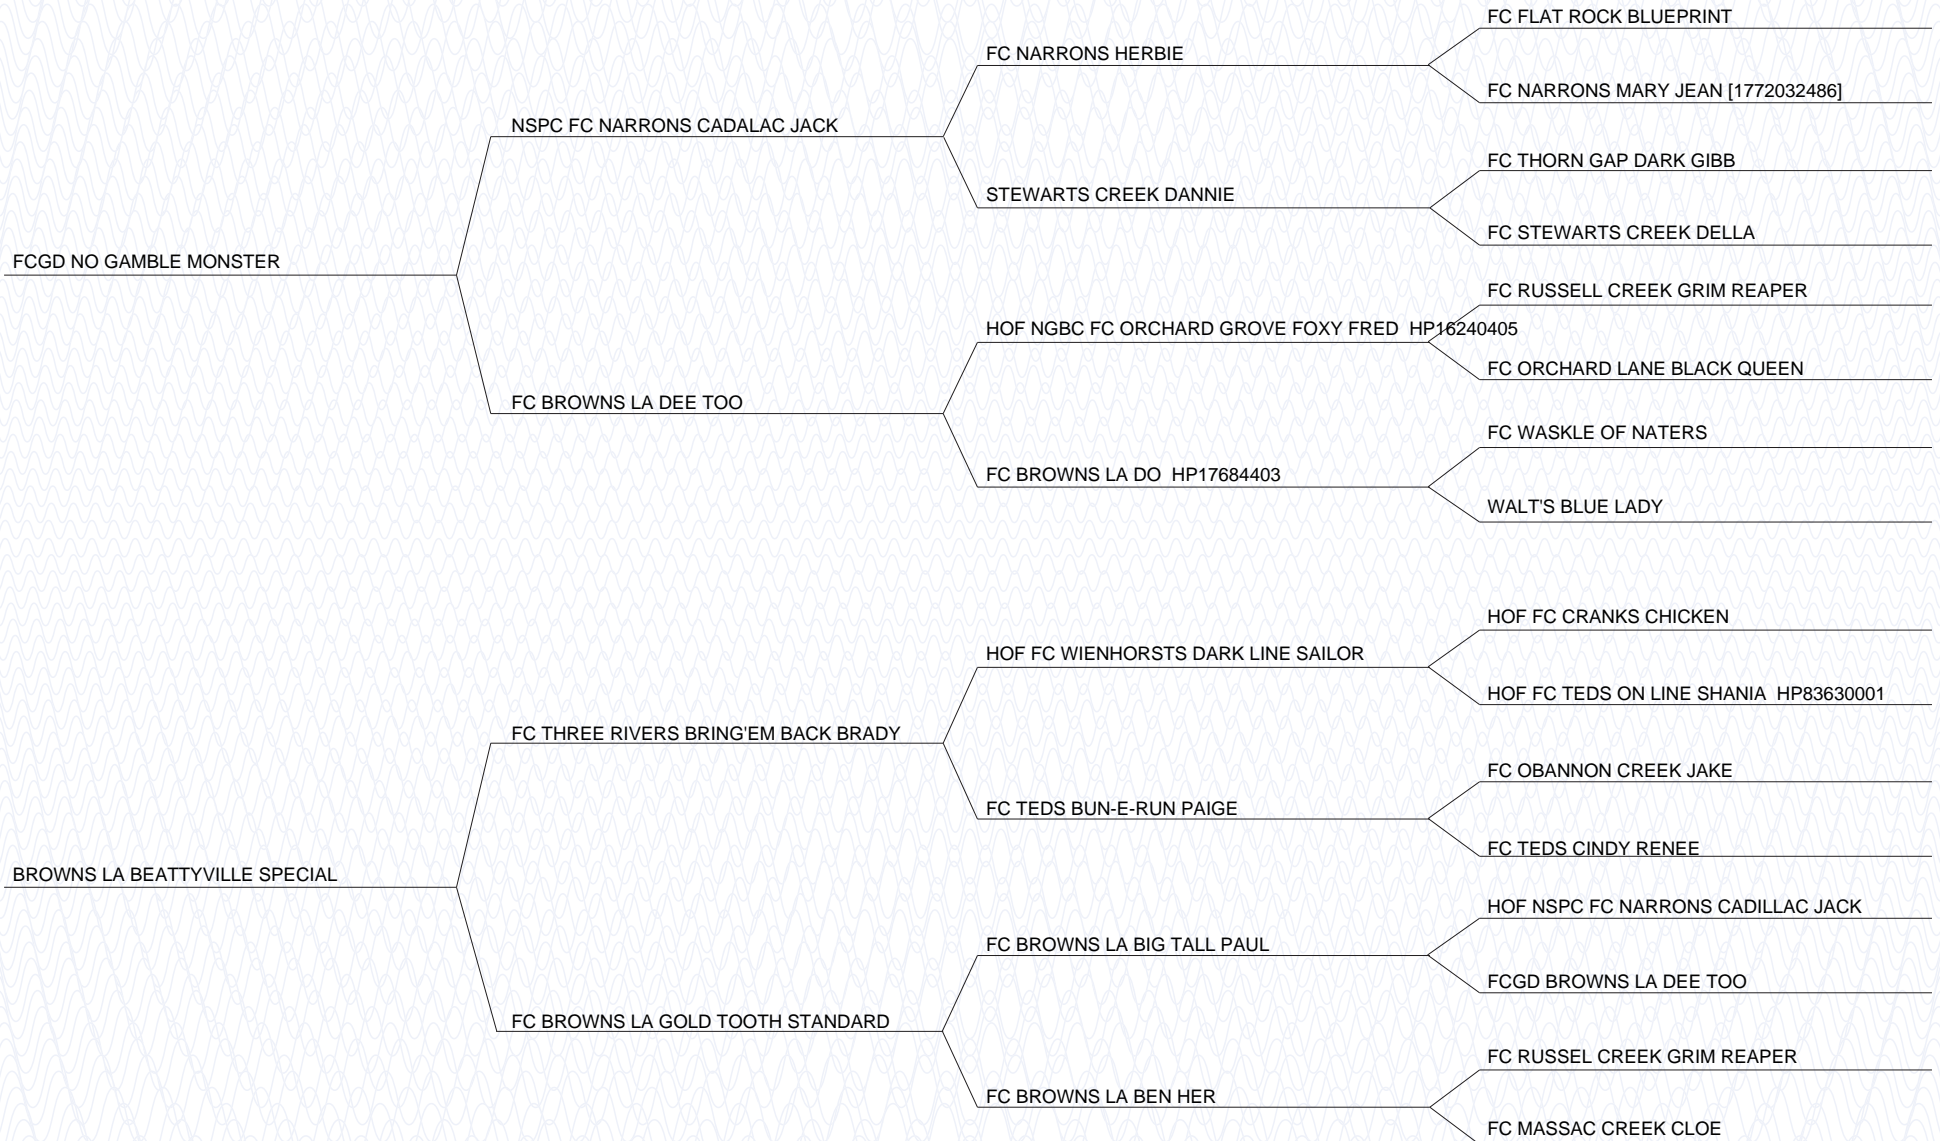 FC FLAT ROCK BLUEPRINT
FC NARRONS HERBIE
FC NARRONS MARY JEAN [1772032486]
NSPC FC NARRONS CADALAC JACK
FC THORN GAP DARK GIBB
STEWARTS CREEK DANNIE
FC STEWARTS CREEK DELLA
FCGD NO GAMBLE MONSTER
FC RUSSELL CREEK GRIM REAPER
HOF NGBC FC ORCHARD GROVE FOXY FRED HP16240405
FC ORCHARD LANE BLACK QUEEN
FC BROWNS LA DEE TOO
FC WASKLE OF NATERS
FC BROWNS LA DO HP17684403
WALT'S BLUE LADY
HOF FC CRANKS CHICKEN
HOF FC WIENHORSTS DARK LINE SAILOR
HOF FC TEDS ON LINE SHANIA HP83630001
FC THREE RIVERS BRING'EM BACK BRADY
FC OBANNON CREEK JAKE
FC TEDS BUN-E-RUN PAIGE
FC TEDS CINDY RENEE
BROWNS LA BEATTYVILLE SPECIAL
HOF NSPC FC NARRONS CADILLAC JACK
FC BROWNS LA BIG TALL PAUL
FCGD BROWNS LA DEE TOO
FC BROWNS LA GOLD TOOTH STANDARD
FC RUSSEL CREEK GRIM REAPER
FC BROWNS LA BEN HER
FC MASSAC CREEK CLOE